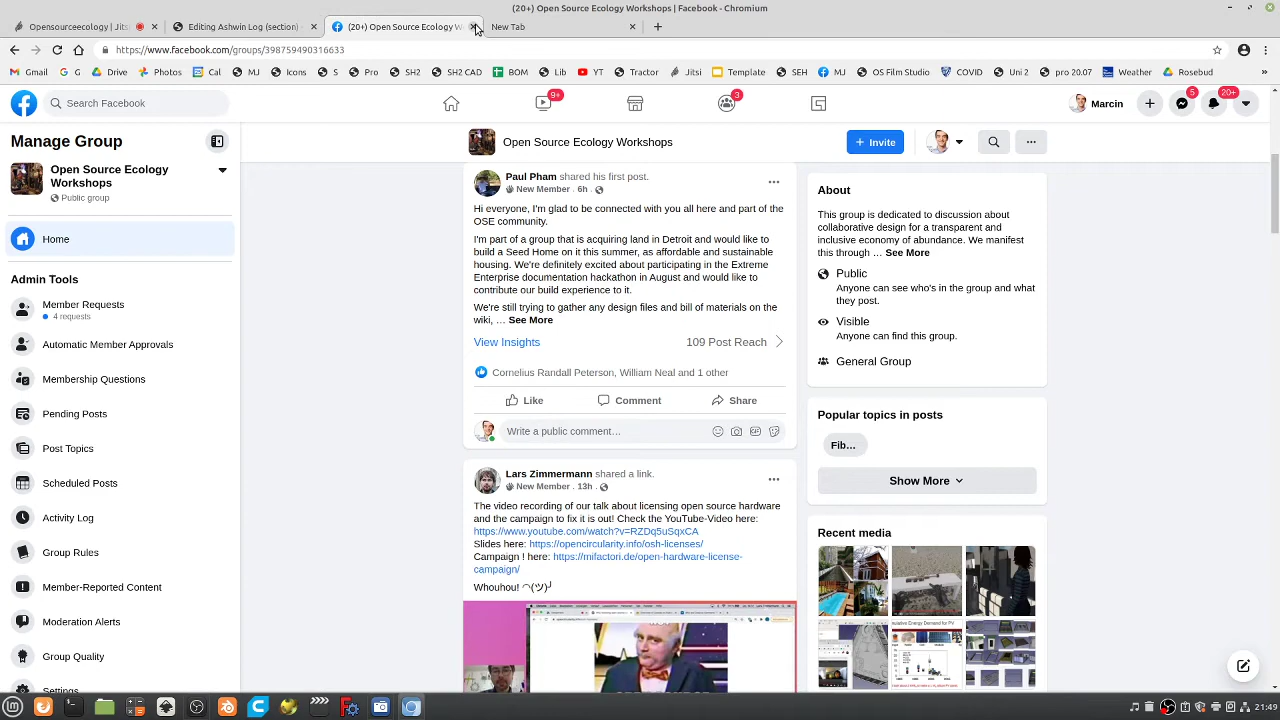 (20+) Open Source Ecology Workshops | Facebook - Chromium
Opensourceecology | Jits
Editing Ashwin Log (section) -
(20+) Open Source Ecology W
New Tab
https://www.facebook.com/groups/398759490316633
Gmail G Drive Photos Cal MJ Icons S Pro SH2 SH2 CAD BOM Lib YT Tractor Jitsi Template SEH MJ OS Film Studio COVID Uni 2 pro 20.07 Weather Rosebud »
Search Facebook
9+
3
Marcin
5
20+
Manage Group
Open Source Ecology
Workshops
Public group
Home
Admin Tools
Member Requests
4 requests
Automatic Member Approvals
Membership Questions
Pending Posts
Post Topics
Scheduled Posts
Activity Log
Group Rules
Member-Reported Content
Moderation Alerts
Group Quality
Settings
Open Source Ecology Workshops
+ Invite
Paul Pham shared his first post.
New Member · 6h ·
Hi everyone, I'm glad to be connected with you all here and part of the
OSE community.
I'm part of a group that is acquiring land in Detroit and would like to
build a Seed Home on it this summer, as affordable and sustainable
housing. We're definitely excited about participating in the Extreme
Enterprise documentation hackathon in August and would like to
contribute our build experience to it.
We're still trying to gather any design files and bill of materials on the
wiki, … See More
View Insights
109 Post Reach
Cornelius Randall Peterson, William Neal and 1 other
Like
Comment
Share
Write a public comment…
Lars Zimmermann shared a link.
New Member · 13h ·
The video recording of our talk about licensing open source hardware
and the campaign to fix it is out! Check the YouTube-Video here:
https://www.youtube.com/watch?v=RZDq5uSqxCA
Slides here: https://opencircularity.info/osh-licenses/
Campaign ! here: https://mifactori.de/open-hardware-license-
campaign/
Whouhou! ◠(ツ)╯
About
This group is dedicated to discussion about
collaborative design for a transparent and
inclusive economy of abundance. We manifest
this through … See More
Public
Anyone can see who's in the group and what
they post.
Visible
Anyone can find this group.
General Group
Popular topics in posts
Fib…
Show More
Recent media
21:49